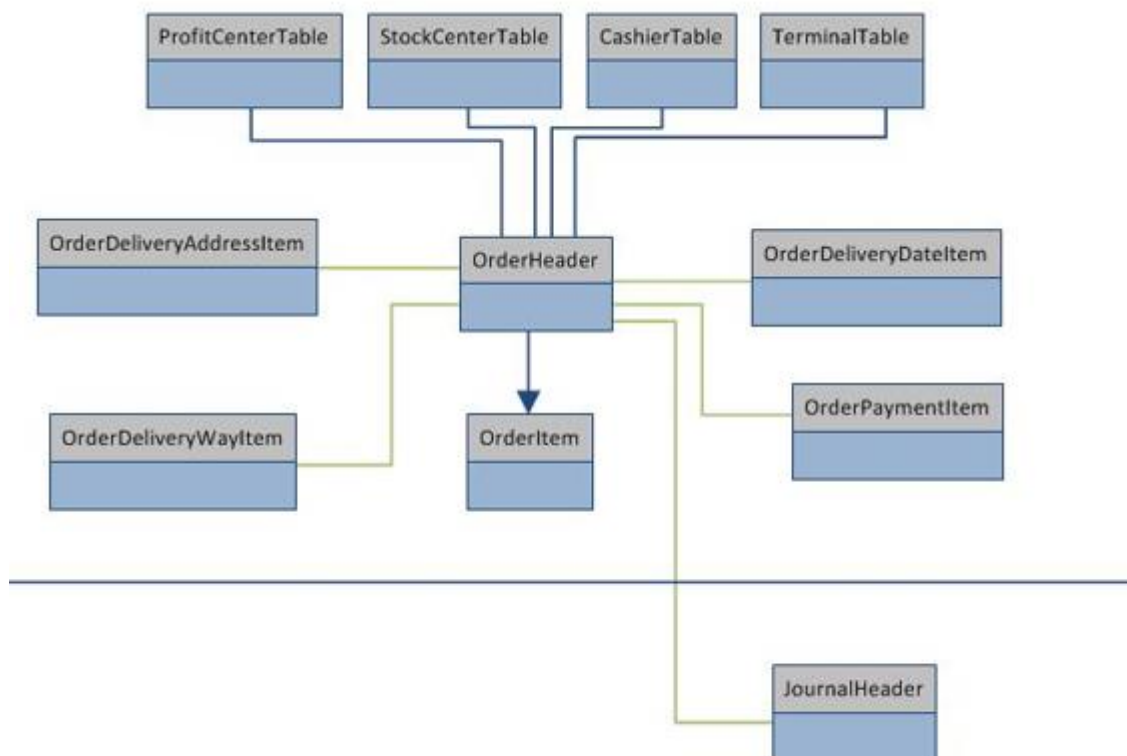 ProfitCenterTable
StockCenterTable
CashierTable
TerminalTable
OrderDeliveryAddressItem
OrderHeader
OrderDeliveryDateItem
OrderDeliveryWayItem
OrderItem
OrderPaymentItem
JournalHeader